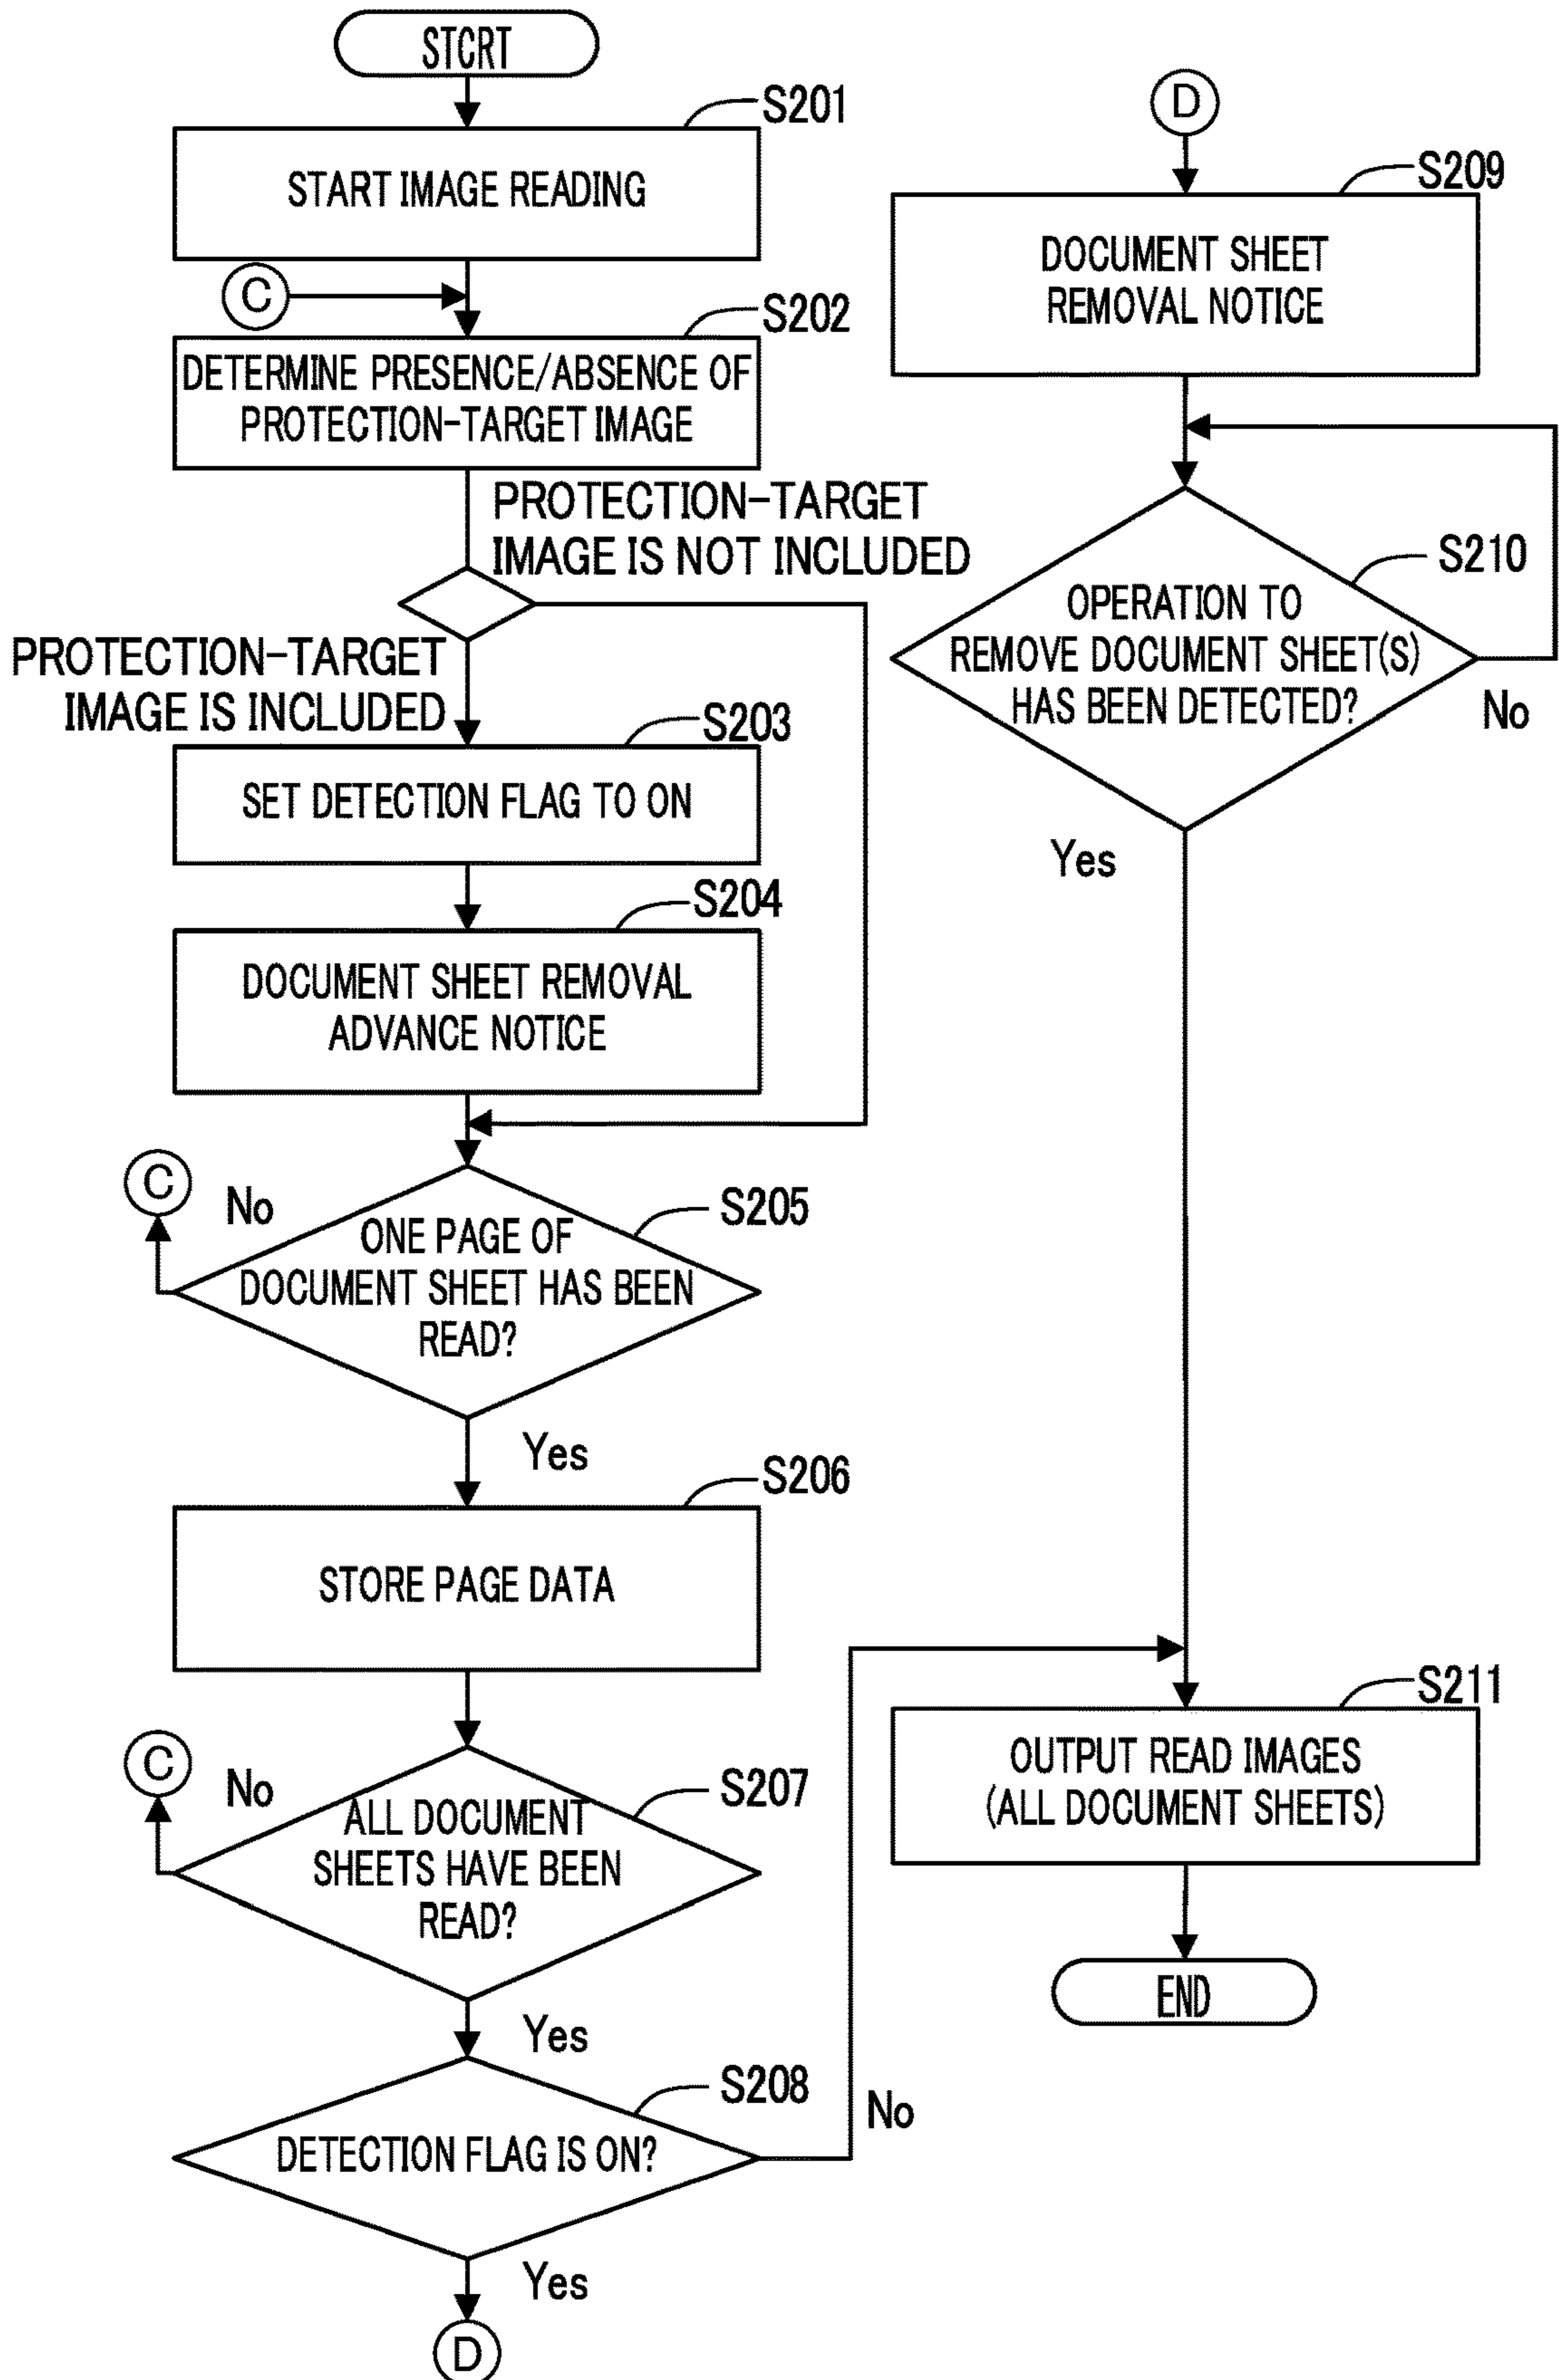 STCRT
S201
START IMAGE READING
C
S202
DETERMINE PRESENCE/ABSENCE OF
PROTECTION-TARGET IMAGE
PROTECTION-TARGET
IMAGE IS NOT INCLUDED
PROTECTION-TARGET
IMAGE IS INCLUDED
S203
SET DETECTION FLAG TO ON
S204
DOCUMENT SHEET REMOVAL
ADVANCE NOTICE
C
No
S205
ONE PAGE OF
DOCUMENT SHEET HAS BEEN
READ?
Yes
S206
STORE PAGE DATA
C
No
S207
ALL DOCUMENT
SHEETS HAVE BEEN
READ?
Yes
S208
DETECTION FLAG IS ON?
No
Yes
D
D
S209
DOCUMENT SHEET
REMOVAL NOTICE
S210
OPERATION TO
REMOVE DOCUMENT SHEET(S)
HAS BEEN DETECTED?
No
Yes
S211
OUTPUT READ IMAGES
(ALL DOCUMENT SHEETS)
END